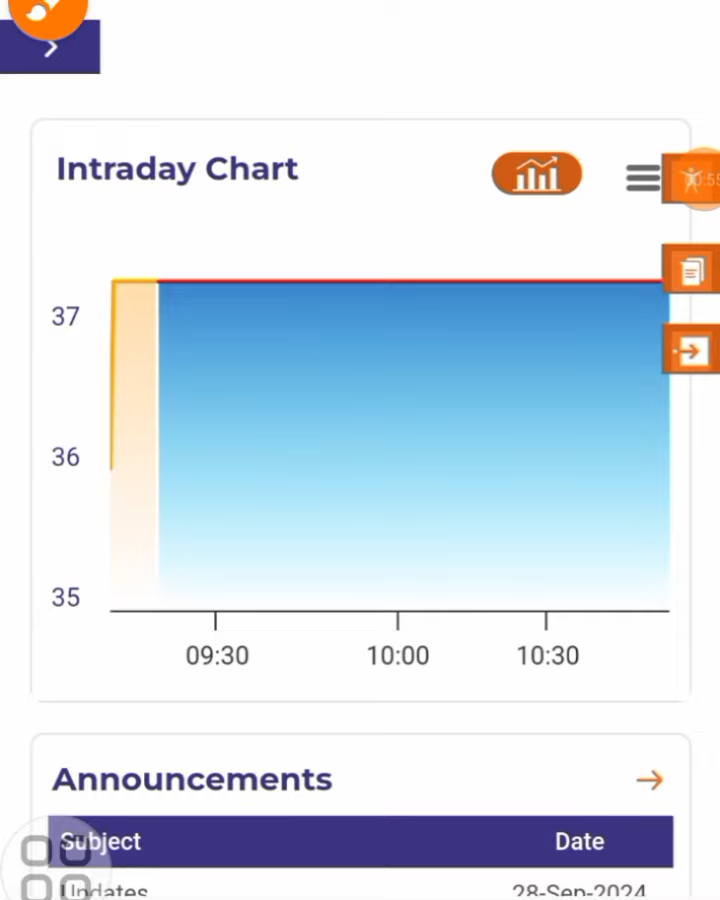 Intraday Chart
37
36
35
09:30 10:00 10:30
Announcements
Subject Date
Updates 28-Sep-2024